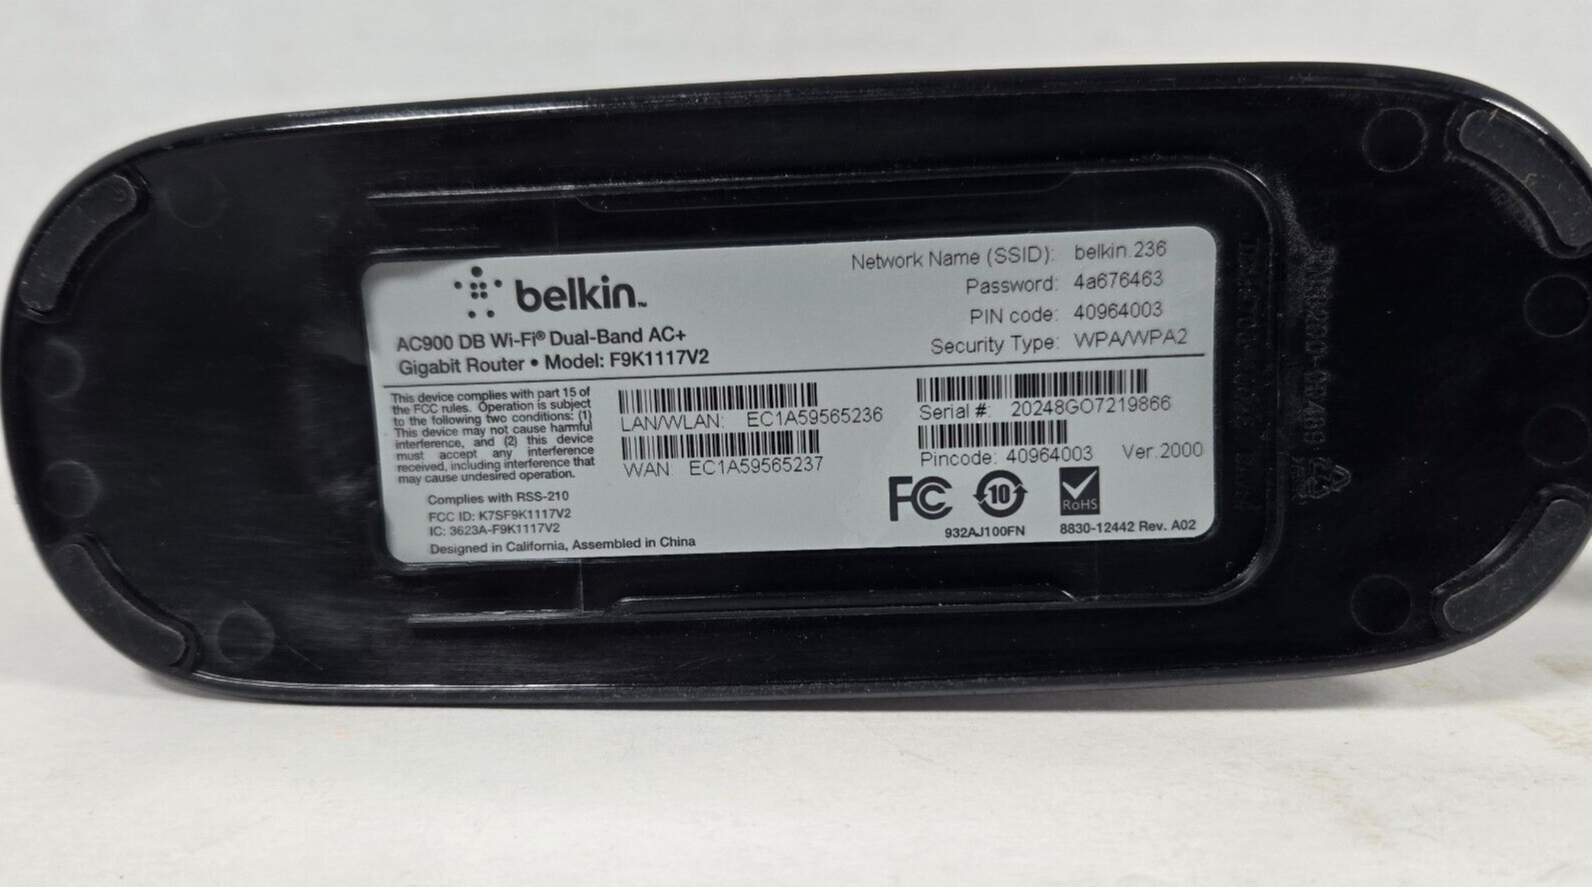 belkin™
AC900 DB Wi-Fi® Dual-Band AC+
Gigabit Router • Model: F9K1117V2
Network Name (SSID): belkin.236
Password: 4a676463
PIN code: 40964003
Security Type: WPA/WPA2
This device complies with part 15 of
the FCC rules. Operation is subject
to the following two conditions: (1)
This device may not cause harmful
interference, and (2) this device
must accept any interference
received, including interference that
may cause undesired operation.
Complies with RSS-210
FCC ID: K7SF9K1117V2
IC: 3623A-F9K1117V2
Designed in California, Assembled in China
LAN/WLAN: EC1A59565236
WAN: EC1A59565237
Serial #: 20248GO7219866
Pincode: 40964003 Ver.2000
FC
10
RoHS
932AJ100FN
8830-12442 Rev. A02